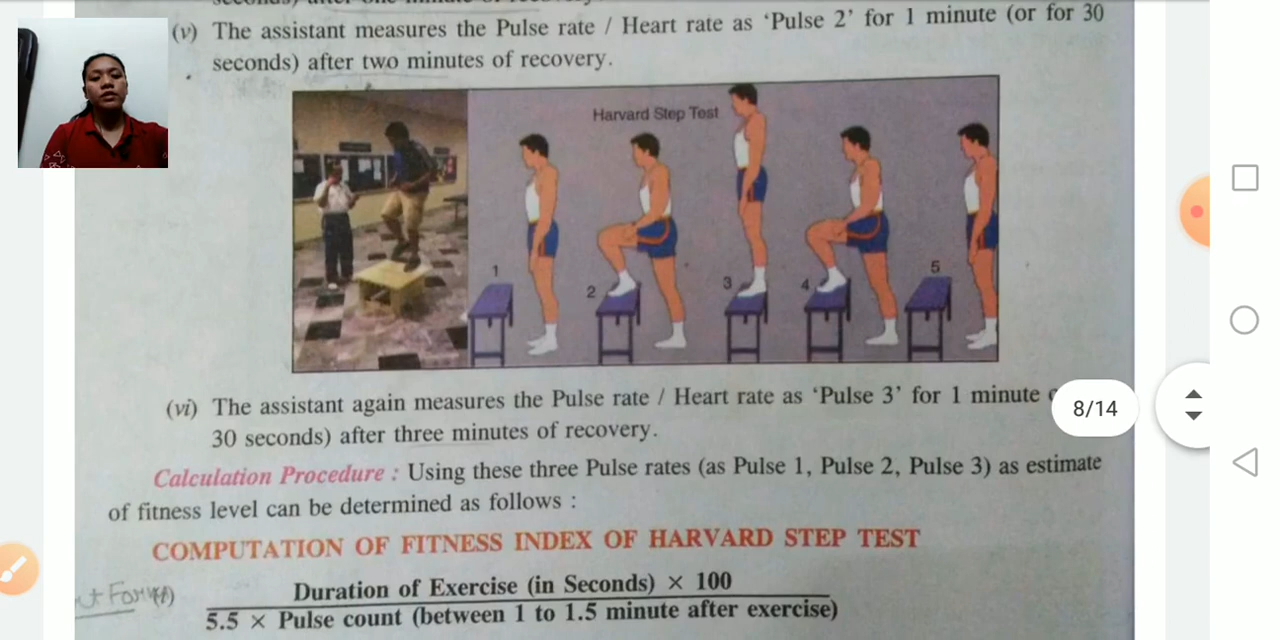 (v) The assistant measures the Pulse rate / Heart rate as ‘Pulse 2’ for 1 minute (or for 30
seconds) after two minutes of recovery.
Harvard Step Test
1
2
3
4
5
(vi) The assistant again measures the Pulse rate / Heart rate as ‘Pulse 3’ for 1 minute
30 seconds) after three minutes of recovery.
8/14
Calculation Procedure : Using these three Pulse rates (as Pulse 1, Pulse 2, Pulse 3) as estimate
of fitness level can be determined as follows :
COMPUTATION OF FITNESS INDEX OF HARVARD STEP TEST
Duration of Exercise (in Seconds) × 100
5.5 × Pulse count (between 1 to 1.5 minute after exercise)